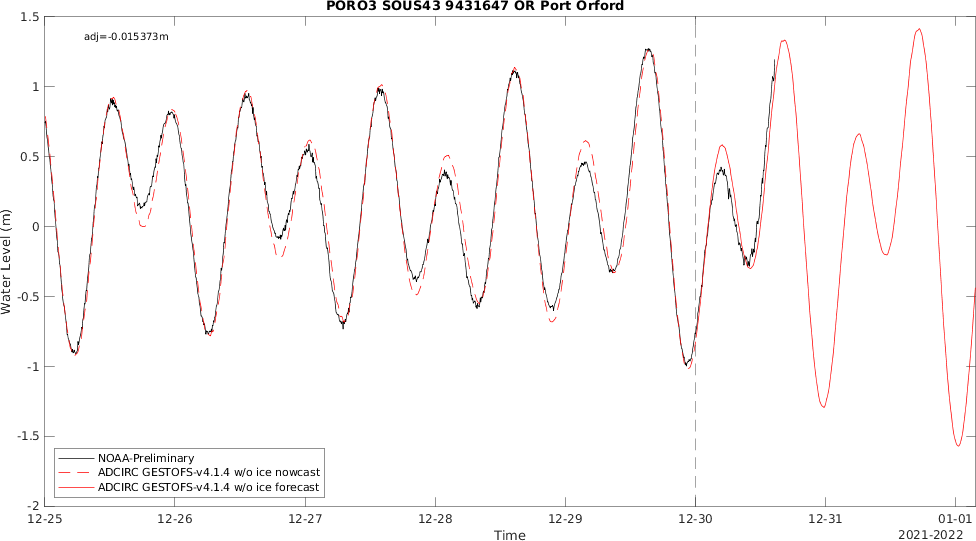 PORO3 SOUS43 9431647 OR Port Orford
adj=-0.015373m
1.5
1
0.5
0
-0.5
-1
-1.5
-2
Water Level (m)
NOAA-Preliminary
ADCIRC GESTOFS-v4.1.4 w/o ice nowcast
ADCIRC GESTOFS-v4.1.4 w/o ice forecast
12-25
12-26
12-27
12-28
12-29
12-30
12-31
01-01
Time
2021-2022